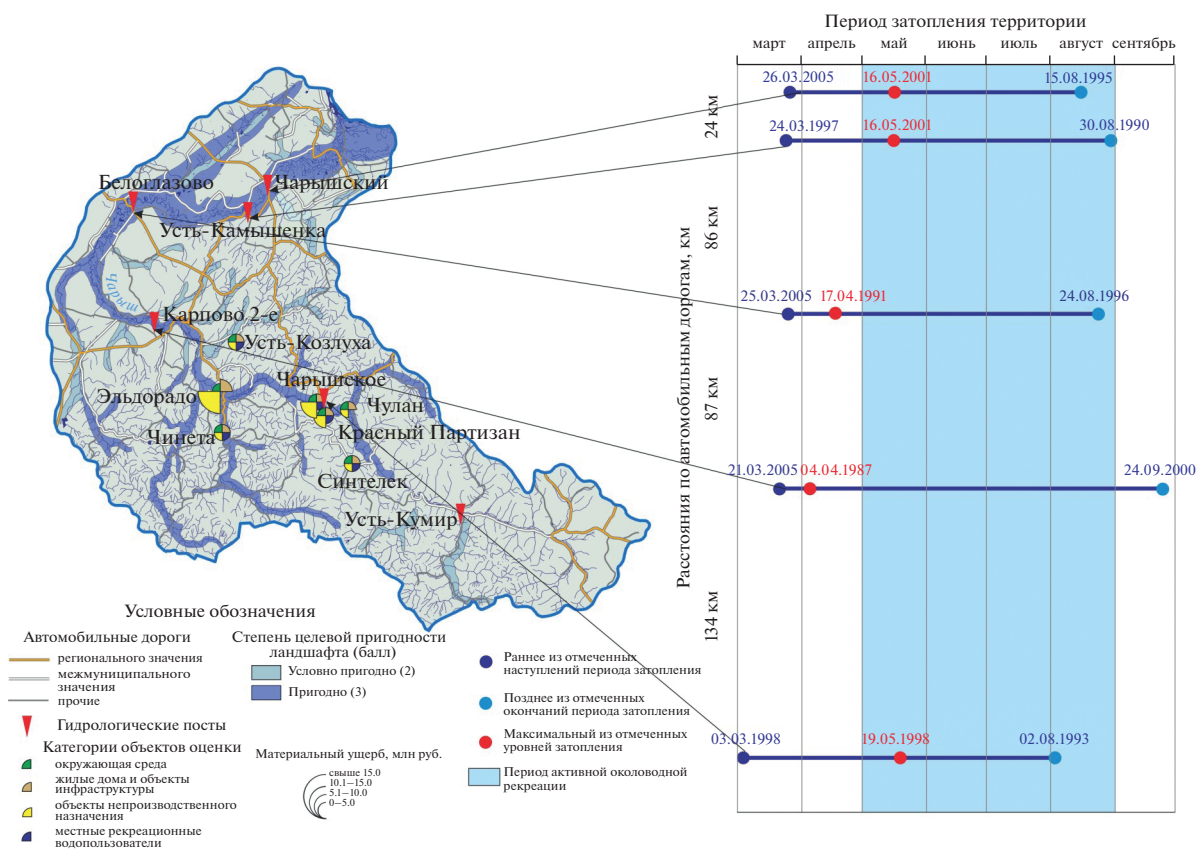 Период затопления территории
март апрель май июнь июль август сентябрь
26.03.2005 16.05.2001 15.08.1995
24 км
24.03.1997 16.05.2001 30.08.1990
86 км
25.03.2005 17.04.1991 24.08.1996
87 км
21.03.2005 04.04.1987 24.09.2000
134 км
03.03.1998 19.05.1998 02.08.1993
Расстояния по автомобильным дорогам, км
Белоглазово
Чарышский
Усть-Камышенка
Чарыш
Карпово 2-е
Усть-Козлуха
Чарышское
Эльдорадо
Чулан
Чинета
Красный Партизан
Синтелек
Усть-Кумир
Условные обозначения
Автомобильные дороги
регионального значения
межмуниципального
значения
прочие
Гидрологические посты
Категории объектов оценки
окружающая среда
жилые дома и объекты
инфраструктуры
объекты непроизводственного
назначения
местные рекреационные
водопользователи
Степень целевой пригодности
ландшафта (балл)
Условно пригодно (2)
Пригодно (3)
Материальный ущерб, млн руб.
свыше 15.0
10.1–15.0
5.1–10.0
0–5.0
Раннее из отмеченных
наступлений периода затопления
Позднее из отмеченных
окончаний периода затопления
Максимальный из отмеченных
уровней затопления
Период активной околоводной
рекреации